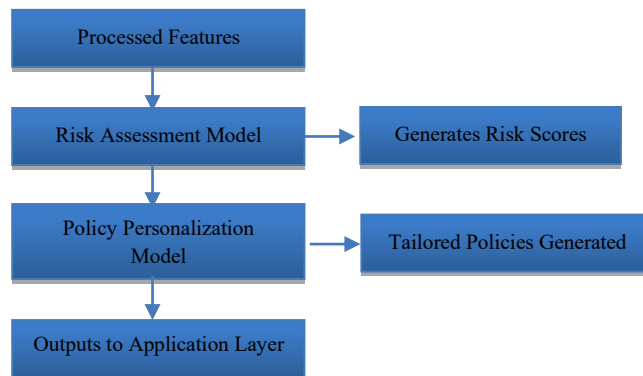 Processed Features
Risk Assessment Model
Generates Risk Scores
Policy Personalization
Model
Tailored Policies Generated
Outputs to Application Layer